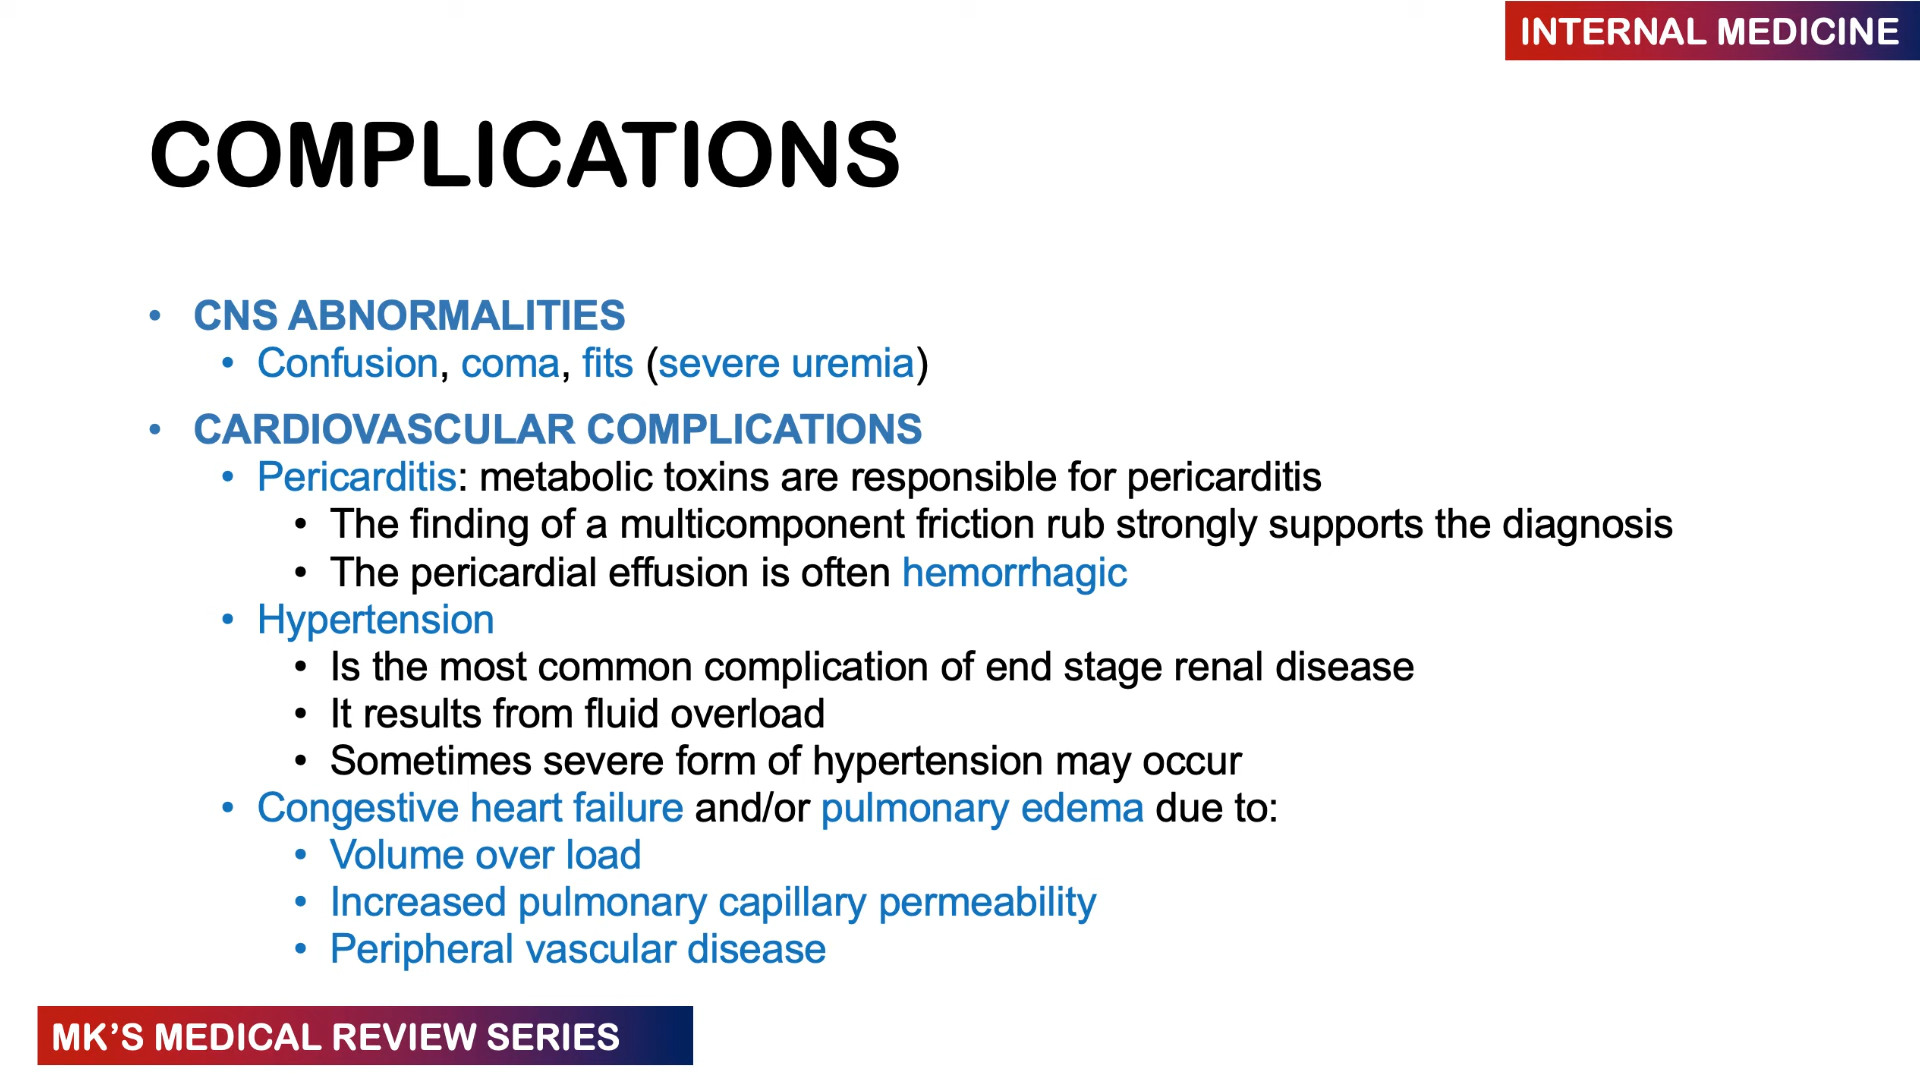 INTERNAL MEDICINE
COMPLICATIONS
• CNS ABNORMALITIES
• Confusion, coma, fits (severe uremia)
• CARDIOVASCULAR COMPLICATIONS
• Pericarditis: metabolic toxins are responsible for pericarditis
• The finding of a multicomponent friction rub strongly supports the diagnosis
• The pericardial effusion is often hemorrhagic
• Hypertension
• Is the most common complication of end stage renal disease
• It results from fluid overload
• Sometimes severe form of hypertension may occur
• Congestive heart failure and/or pulmonary edema due to:
• Volume over load
• Increased pulmonary capillary permeability
• Peripheral vascular disease
MK’S MEDICAL REVIEW SERIES